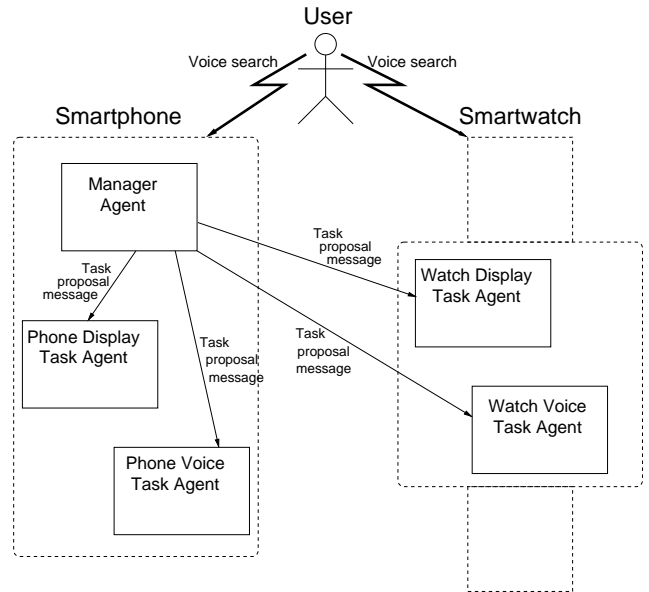 User
Voice search
Voice search
Smartphone
Smartwatch
Manager
Agent
Task
proposal
message
Watch Display
Task Agent
Task
proposal
message
Phone Display
Task Agent
Task
proposal
message
Task
proposal
message
Watch Voice
Task Agent
Phone Voice
Task Agent